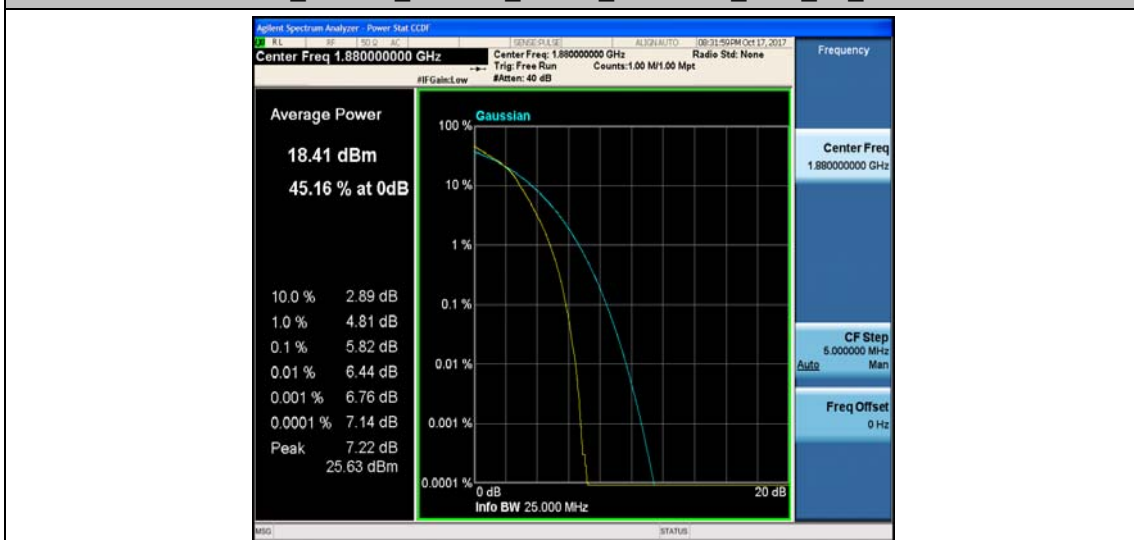 Agilent Spectrum Analyzer - Power Stat CCDF
RL RF 50 Ω AC SENSE:PULSE ALIGN AUTO 08:31:59PM Oct 17, 2017
Center Freq 1.880000000 GHz
Center Freq: 1.880000000 GHz Radio Std: None
Trig: Free Run Counts:1.00 M/1.00 Mpt
#IFGain:Low #Atten: 40 dB
Frequency
Average Power
18.41 dBm
45.16 % at 0dB
10.0 % 2.89 dB
1.0 % 4.81 dB
0.1 % 5.82 dB
0.01 % 6.44 dB
0.001 % 6.76 dB
0.0001 % 7.14 dB
Peak 7.22 dB
25.63 dBm
Gaussian
100 %
10 %
1 %
0.1 %
0.01 %
0.001 %
0.0001 %
0 dB 20 dB
Info BW 25.000 MHz
Center Freq
1.880000000 GHz
CF Step
5.000000 MHz
Auto Man
Freq Offset
0 Hz
MSG STATUS